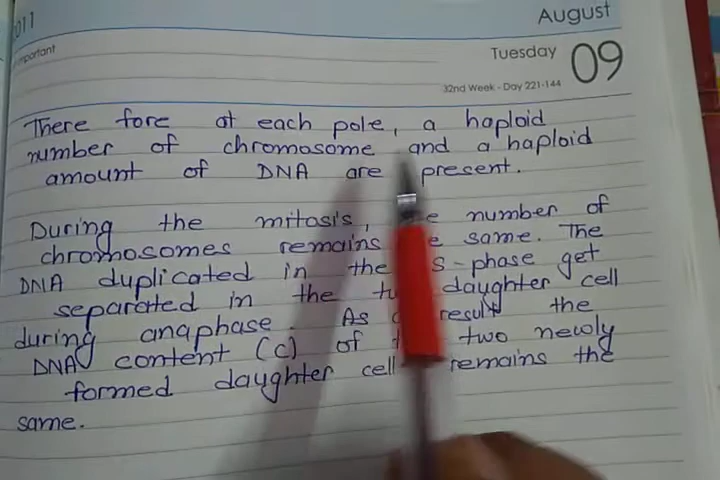 011
August
important
Tuesday 09
32nd Week - Day 221-144
There fore at each pole, a haploid
number of chromosome and a haploid
amount of DNA are present.
During the mitosis, number of
chromosomes remains same. The
DNA duplicated in the S-phase get
separated in the daughter cell
during anaphase. As result the
DNA content (C) of two newly
formed daughter cell remains the
same.